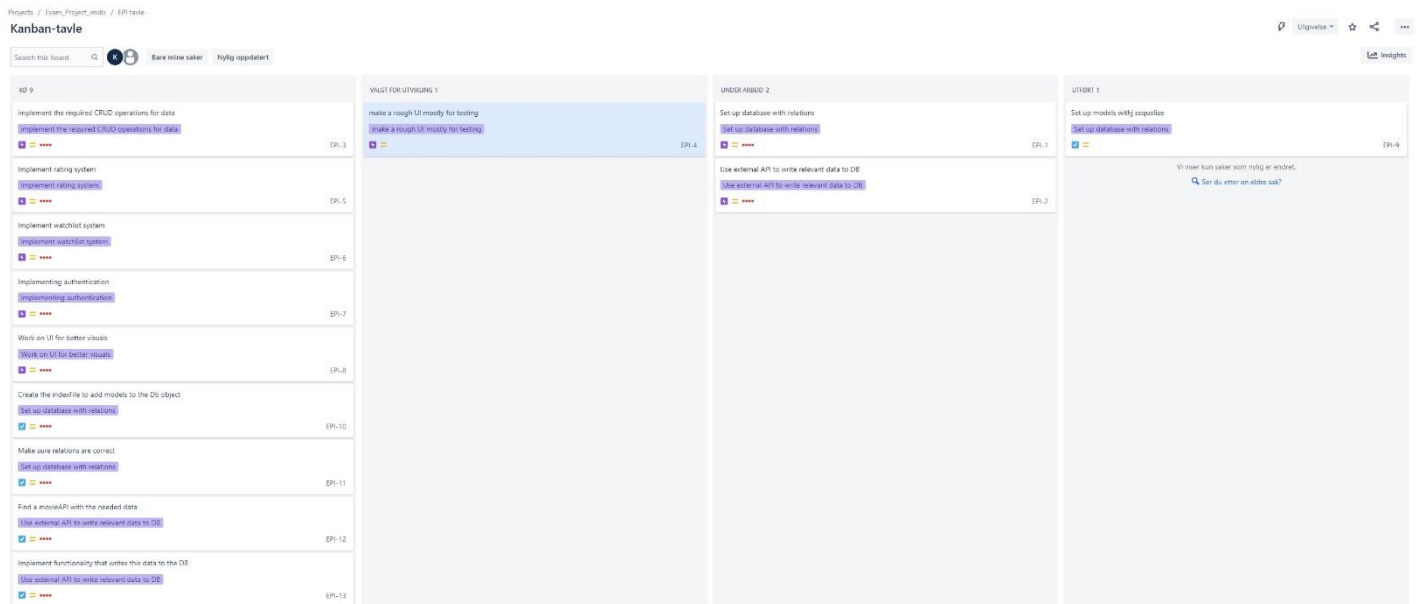 Projects / Exam_Project_imdb / EPI-tavle
Kanban-tavle
Utgivelse
Search this board
K
Bare mine saker
Nylig oppdatert
Insights
KØ 9
Implement the required CRUD operations for data
Implement the required CRUD operations for data
EPI-3
Implement rating system
Implement rating system
EPI-5
Implement watchlist system
Implement watchlist system
EPI-6
Implementing authentication
Implementing authentication
EPI-7
Work on UI for better visuals
Work on UI for better visuals
EPI-8
Create the indexFile to add models to the Db object
Set up database with relations
EPI-10
Make sure relations are correct
Set up database with relations
EPI-11
Find a movieAPI with the needed data
Use external API to write relevant data to DB
EPI-12
Implement functionality that writes this data to the DB
Use external API to write relevant data to DB
EPI-13
VALGT FOR UTVIKLING 1
make a rough UI mostly for testing
make a rough UI mostly for testing
EPI-4
UNDER ARBEID 2
Set up database with relations
Set up database with relations
EPI-1
Use external API to write relevant data to DB
Use external API to write relevant data to DB
EPI-2
UTFØRT 1
Set up models withj sequelize
Set up database with relations
EPI-9
Vi viser kun saker som nylig er endret.
Ser du etter en eldre sak?